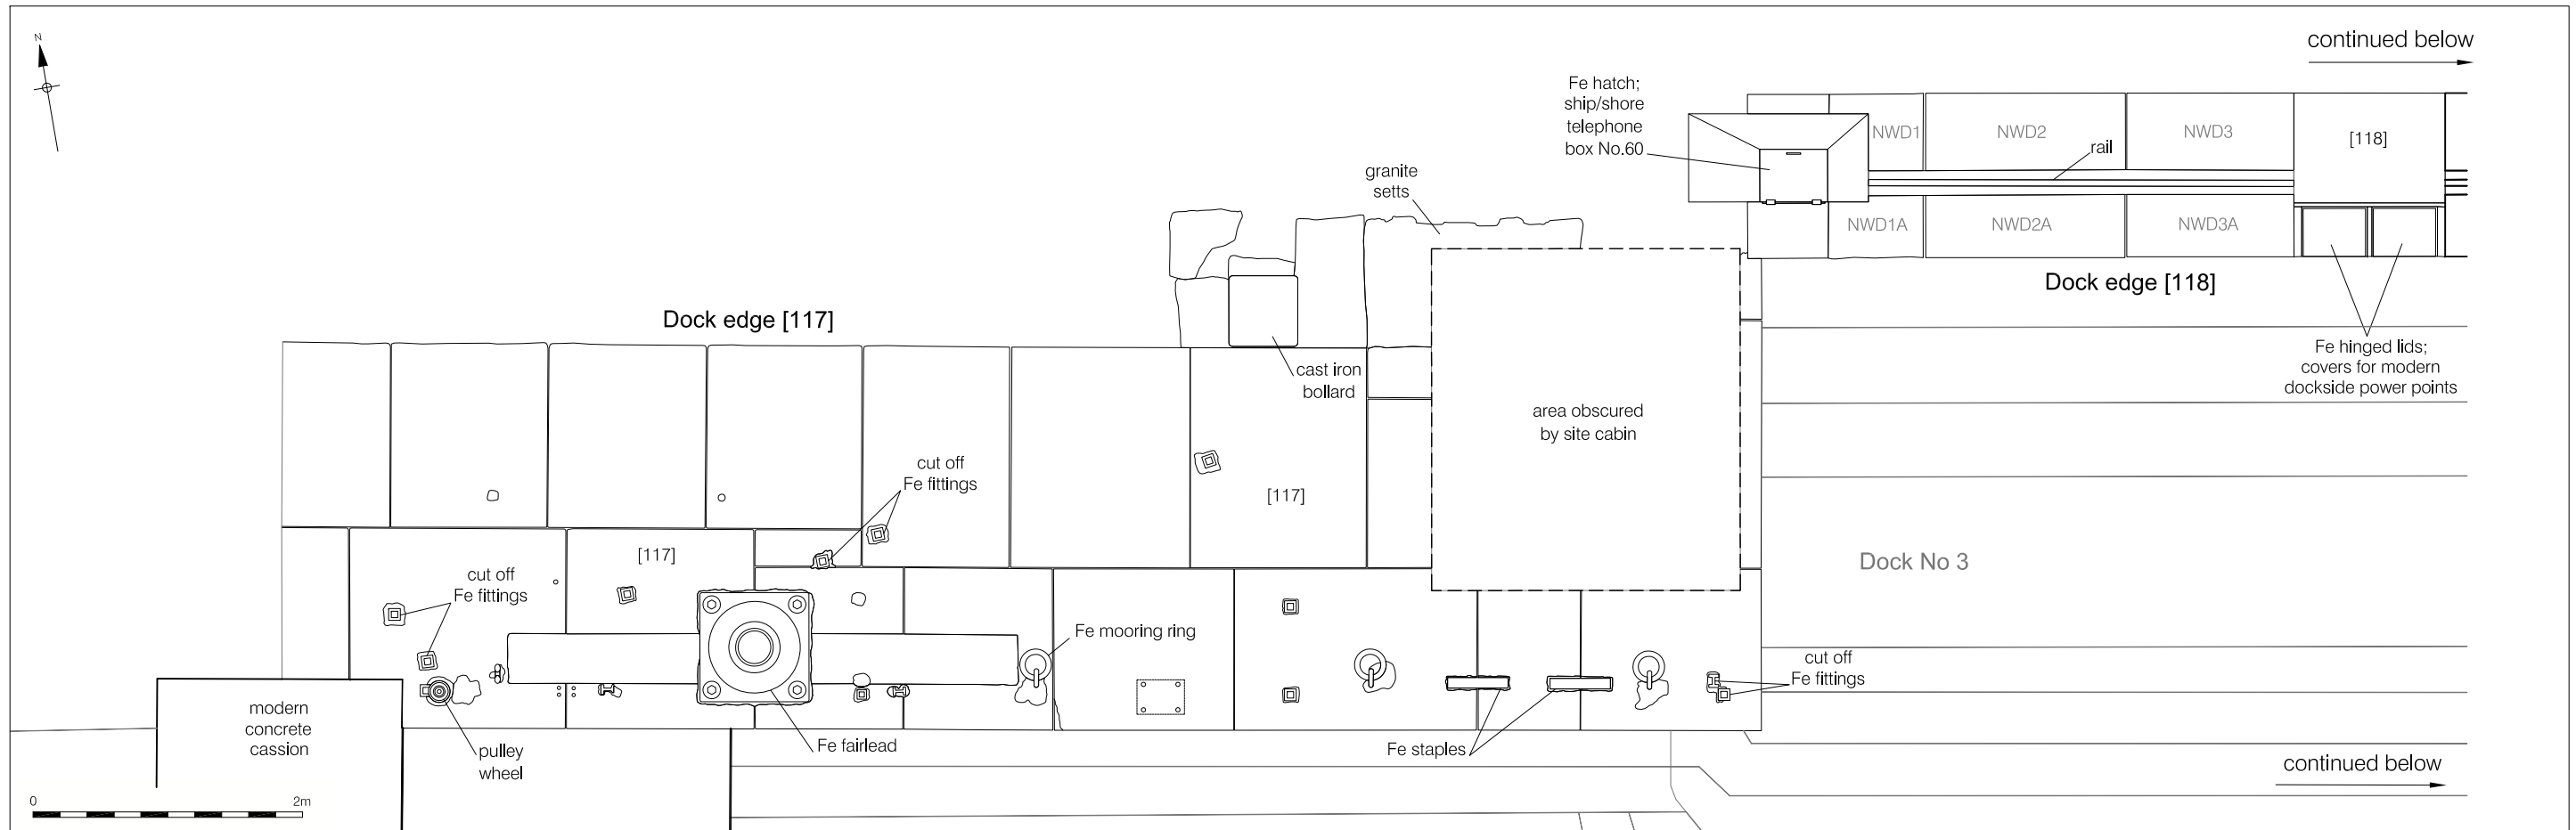 N
continued below
Fe hatch;
ship/shore
telephone
box No.60
NWD1
NWD2
NWD3
[118]
rail
granite
setts
NWD1A
NWD2A
NWD3A
Dock edge [118]
Dock edge [117]
Fe hinged lids;
covers for modern
dockside power points
cast iron
bollard
area obscured
by site cabin
cut off
Fe fittings
[117]
[117]
Dock No 3
cut off
Fe fittings
Fe mooring ring
cut off
Fe fittings
modern
concrete
cassion
pulley
wheel
Fe fairlead
Fe staples
continued below
0
2m